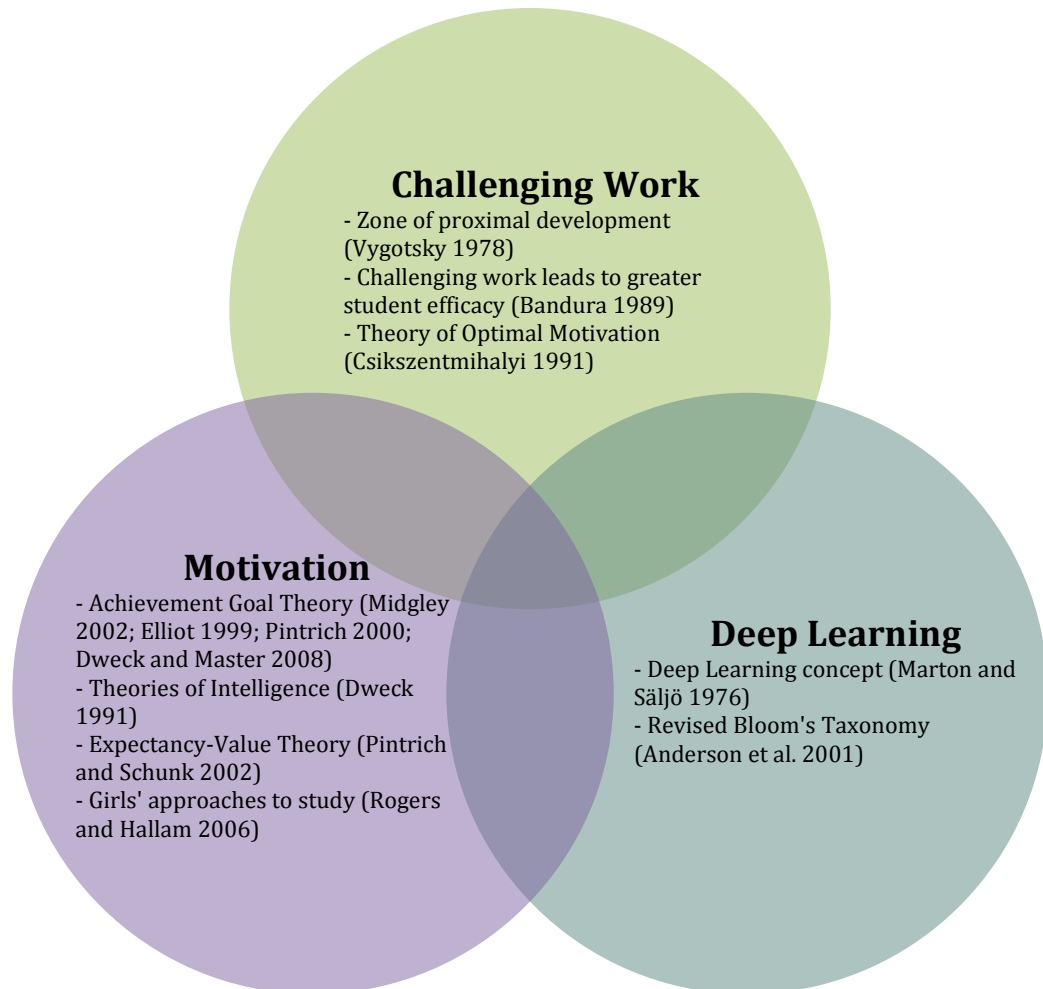 Challenging Work
- Zone of proximal development
(Vygotsky 1978)
- Challenging work leads to greater
student efficacy (Bandura 1989)
- Theory of Optimal Motivation
(Csikszentmihalyi 1991)
Motivation
- Achievement Goal Theory (Midgley
2002; Elliot 1999; Pintrich 2000;
Dweck and Master 2008)
- Theories of Intelligence (Dweck
1991)
- Expectancy-Value Theory (Pintrich
and Schunk 2002)
- Girls' approaches to study (Rogers
and Hallam 2006)
Deep Learning
- Deep Learning concept (Marton and
Säljö 1976)
- Revised Bloom's Taxonomy
(Anderson et al. 2001)